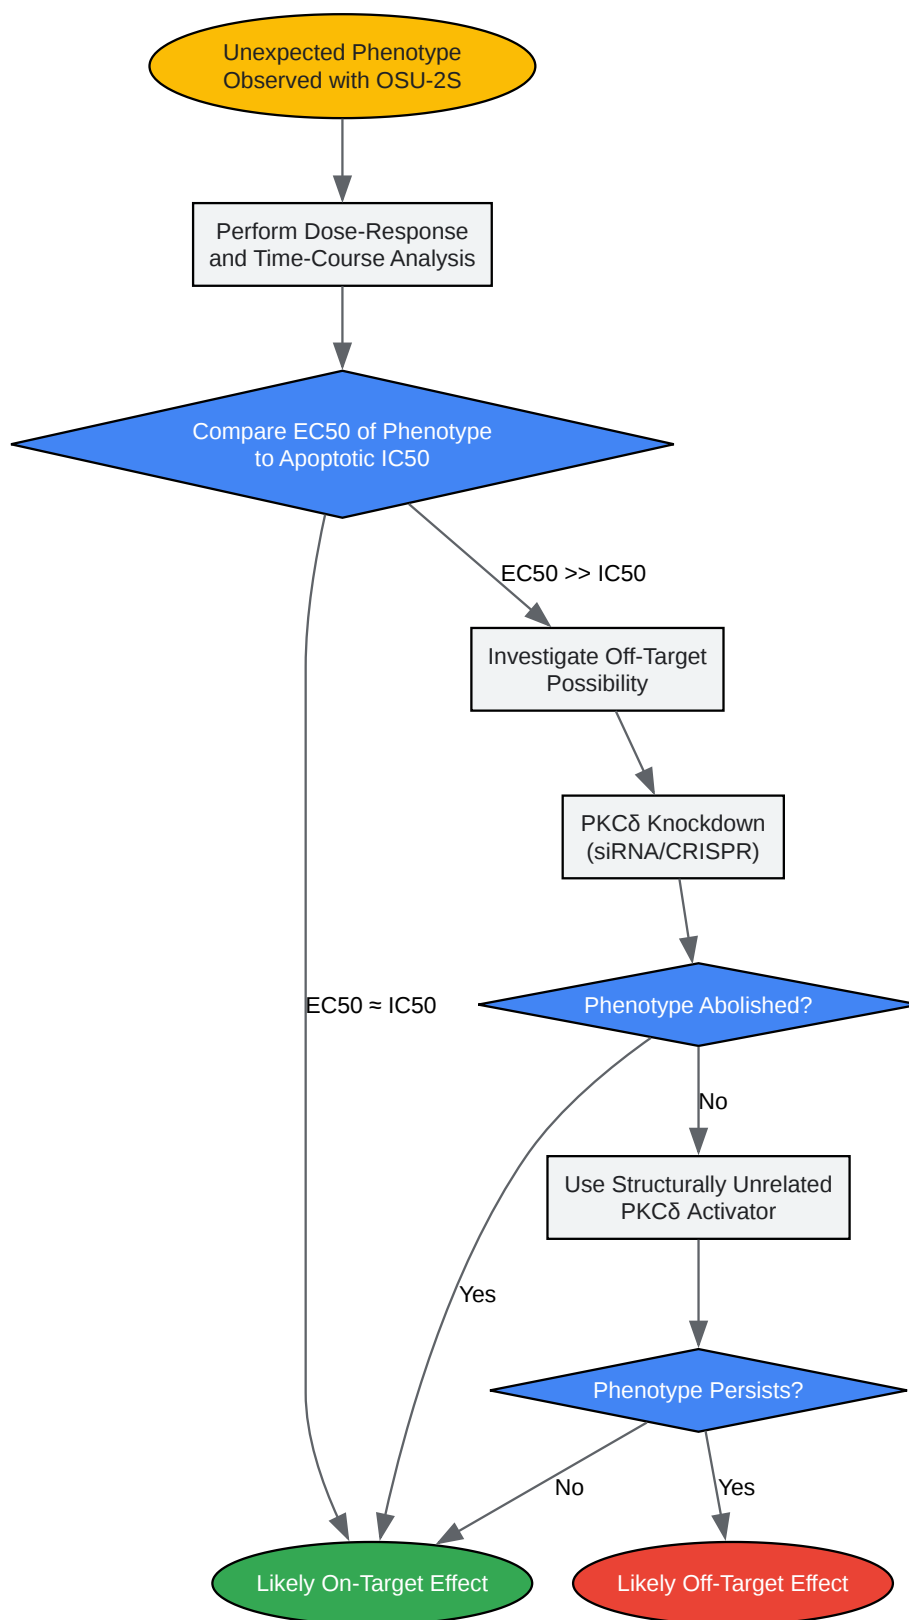 Unexpected Phenotype
Observed with OSU-2S
Perform Dose-Response
and Time-Course Analysis
Compare EC50 of Phenotype
to Apoptotic IC50
EC50 >> IC50
Investigate Off-Target
Possibility
PKCδ Knockdown
(siRNA/CRISPR)
EC50 ≈ IC50
Phenotype Abolished?
No
Use Structurally Unrelated
PKCδ Activator
Yes
Phenotype Persists?
No
Yes
Likely On-Target Effect
Likely Off-Target Effect